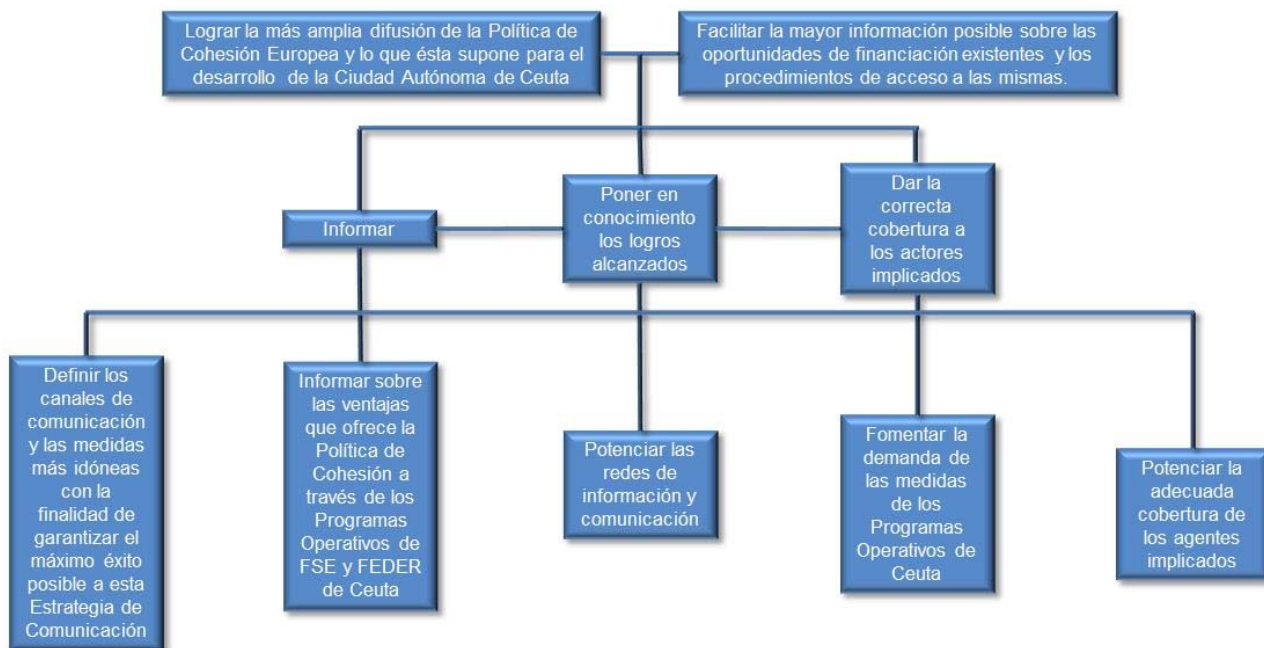 Lograr la más amplia difusión de la Política de
Cohesión Europea y lo que ésta supone para el
desarrollo de la Ciudad Autónoma de Ceuta
Facilitar la mayor información posible sobre las
oportunidades de financiación existentes y los
procedimientos de acceso a las mismas.
Informar
Poner en
conocimiento
los logros
alcanzados
Dar la
correcta
cobertura a
los actores
implicados
Definir los
canales de
comunicación
y las medidas
más idóneas
con la
finalidad de
garantizar el
máximo éxito
posible a esta
Estrategia de
Comunicación
Informar sobre
las ventajas
que ofrece la
Política de
Cohesión a
través de los
Programas
Operativos de
FSE y FEDER
de Ceuta
Potenciar las
redes de
información y
comunicación
Fomentar la
demanda de
las medidas
de los
Programas
Operativos de
Ceuta
Potenciar la
adecuada
cobertura de
los agentes
implicados